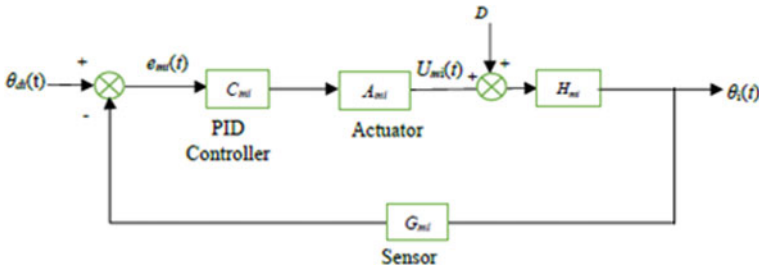 D
+
θdi(t)
emi(t)
Cmi
Ami
Umi(t)
+
+
Hmi
θi(t)
-
PID
Controller
Actuator
Gmi
Sensor